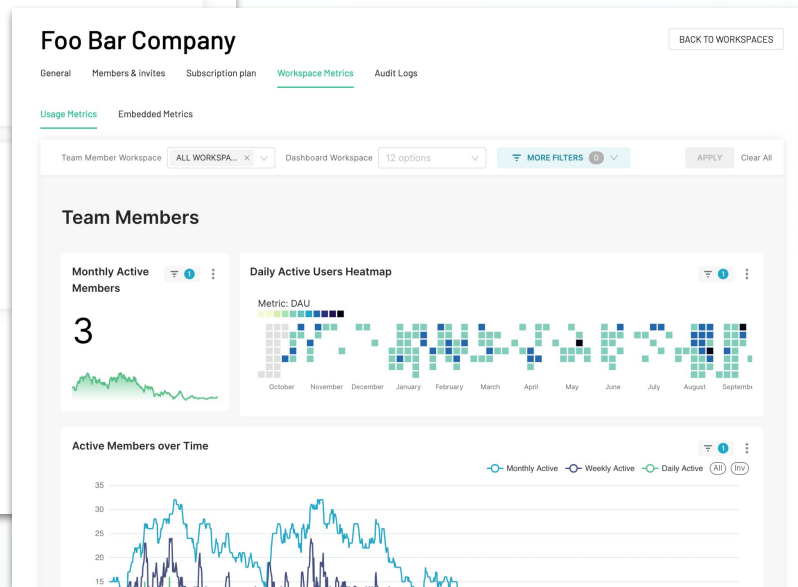 Foo Bar Company
BACK TO WORKSPACES
General Members & invites Subscription plan Workspace Metrics Audit Logs
Usage Metrics Embedded Metrics
Team Member Workspace ALL WORKSPA... × Dashboard Workspace 12 options MORE FILTERS 0 APPLY Clear All
Team Members
Monthly Active
Members
1
3
Daily Active Users Heatmap
1
Metric: DAU
October November December January February March April May June July August Septembe
Active Members over Time
1
Monthly Active Weekly Active Daily Active All Inv
35
30
25
20
15